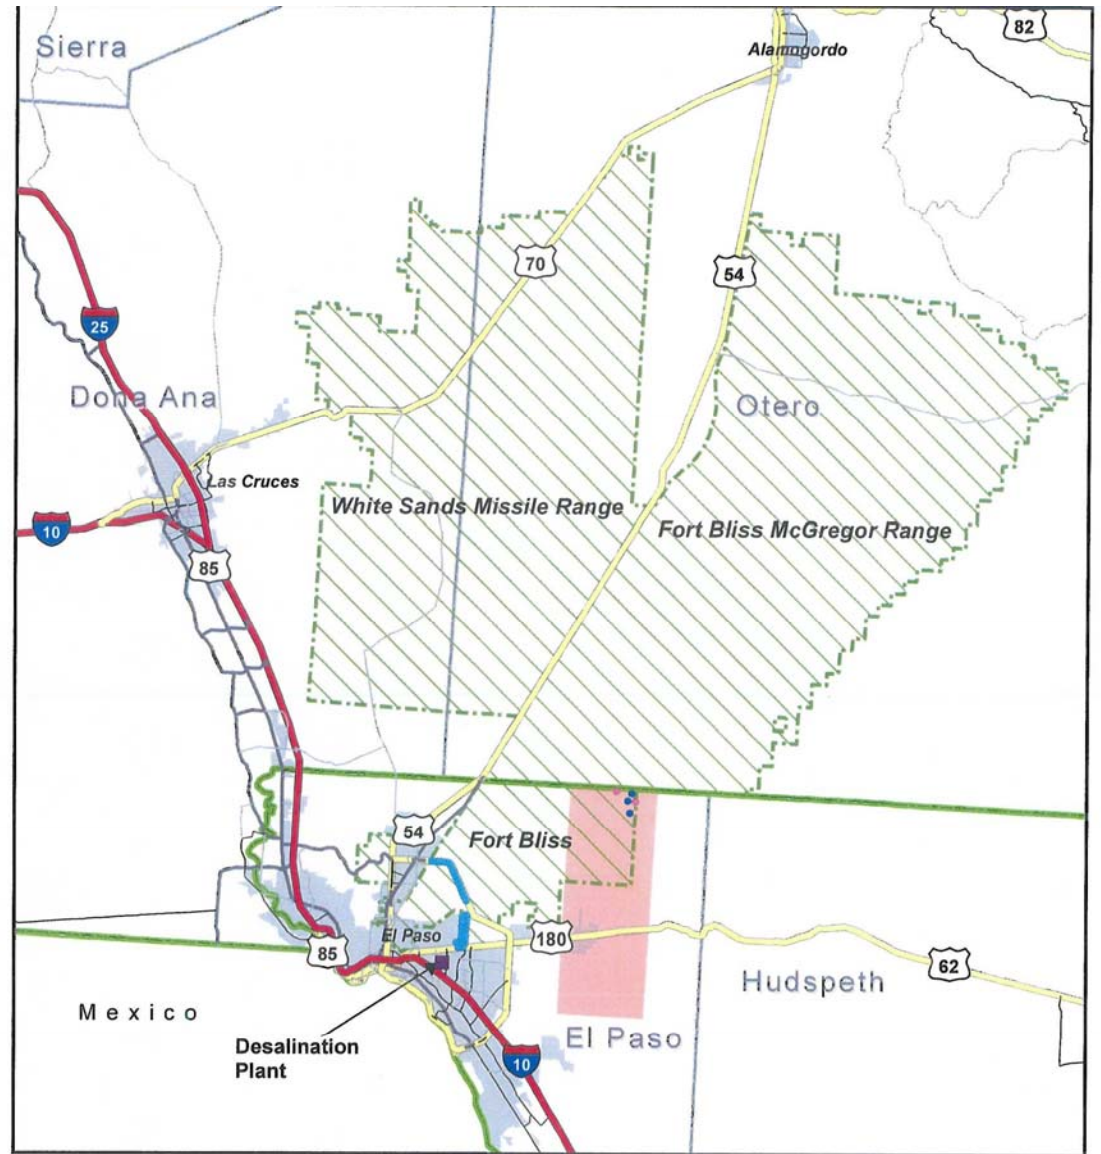 Sierra
82
Alamogordo
70
54
25
Dona Ana
Otero
Las Cruces
White Sands Missile Range
Fort Bliss McGregor Range
10
85
54
Fort Bliss
El Paso
180
85
62
Hudspeth
Mexico
El Paso
Desalination
Plant
10